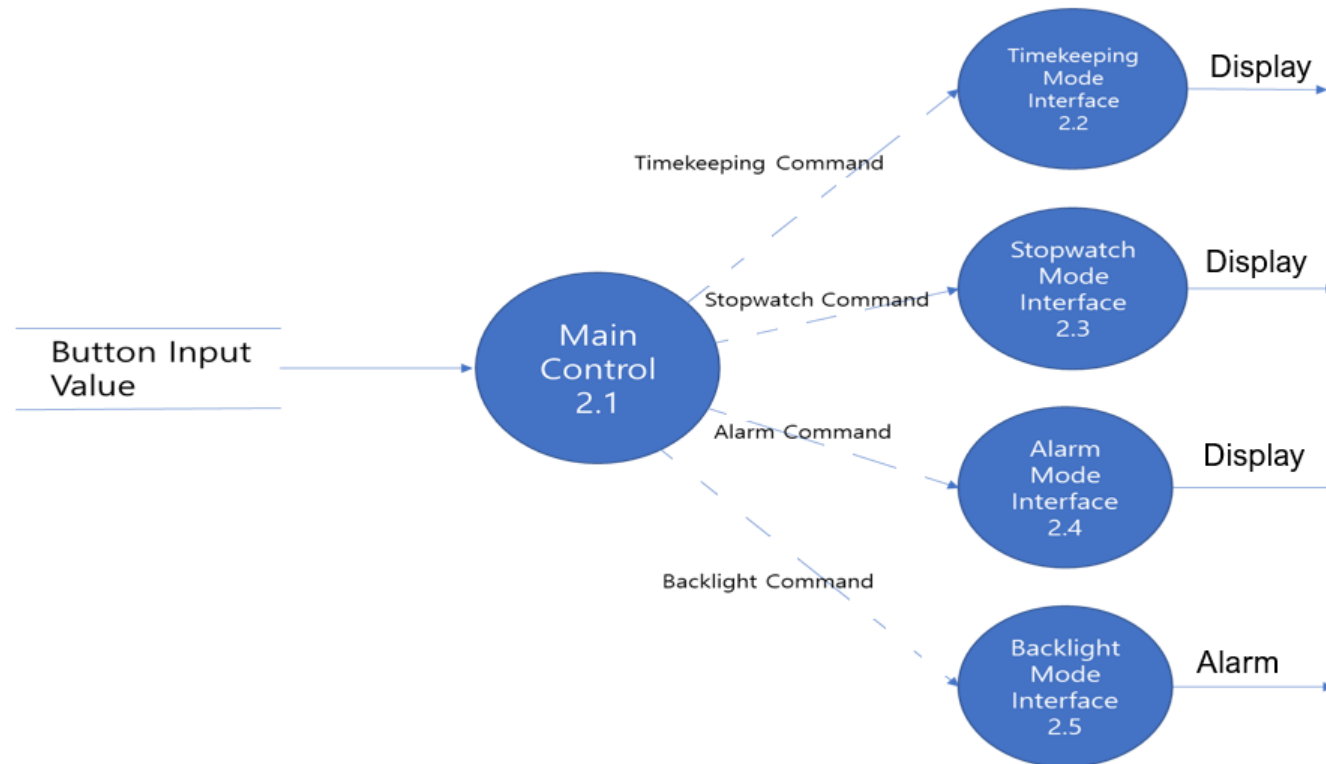 Button Input
Value
Main
Control
2.1
Timekeeping Command
Stopwatch Command
Alarm Command
Backlight Command
Timekeeping
Mode
Interface
2.2
Display
Stopwatch
Mode
Interface
2.3
Display
Alarm
Mode
Interface
2.4
Display
Backlight
Mode
Interface
2.5
Alarm